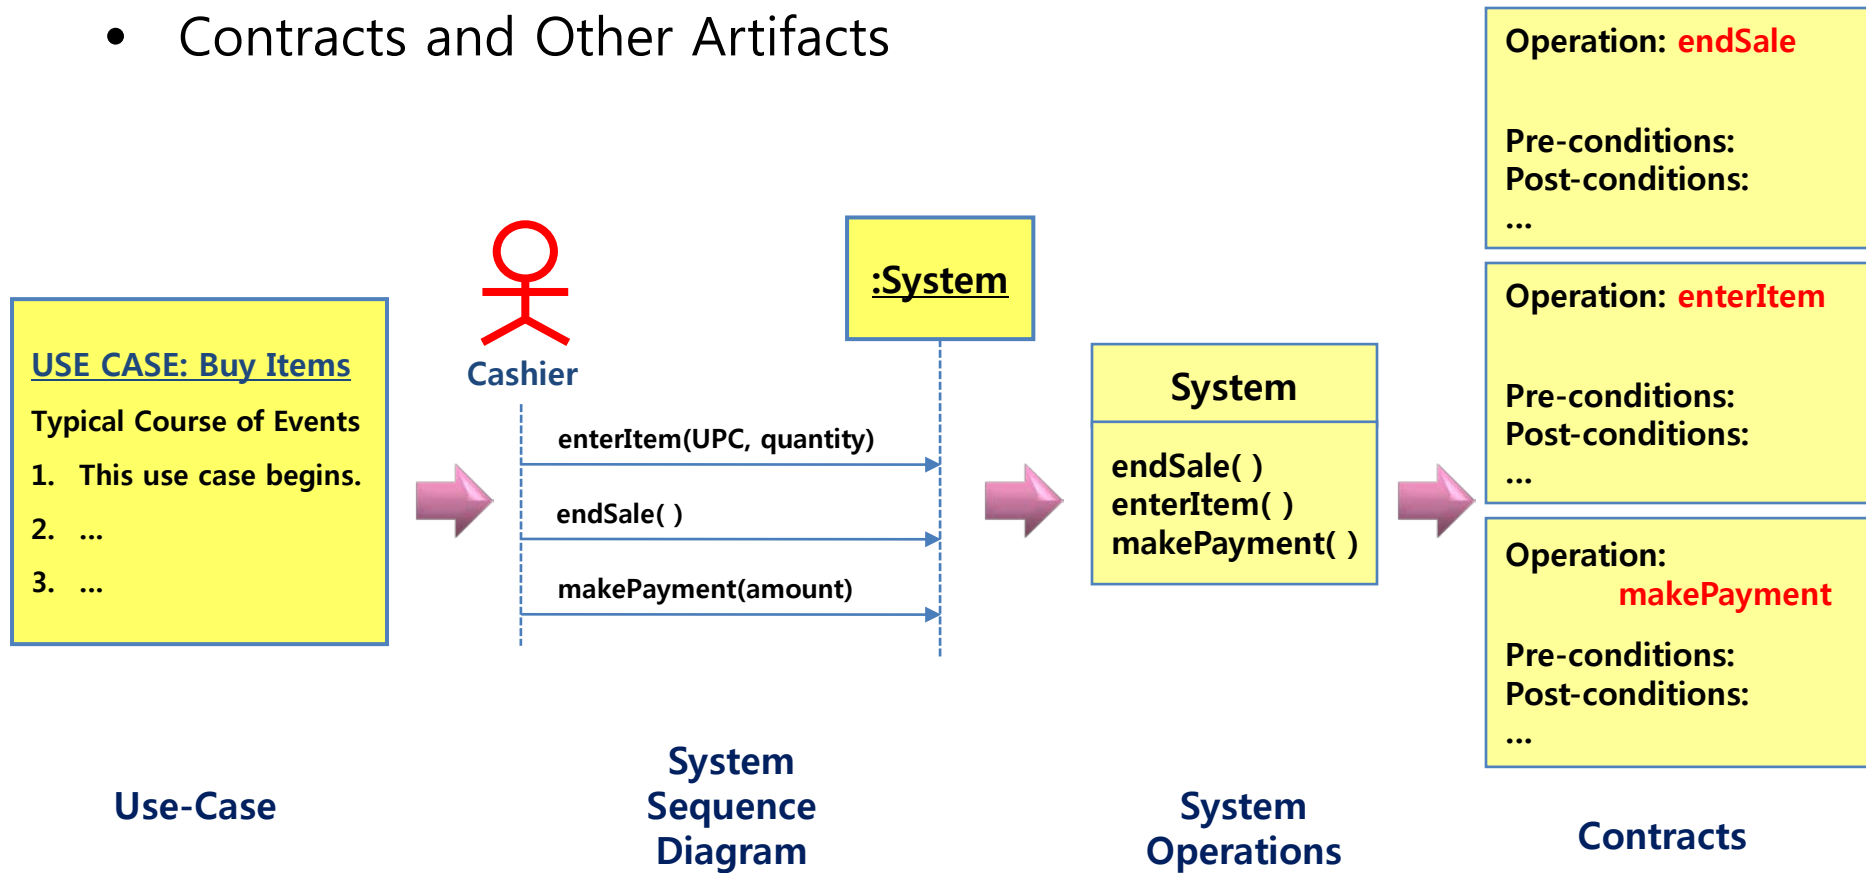 • Contracts and Other Artifacts
USE CASE: Buy Items
Typical Course of Events
1. This use case begins.
2. ...
3. ...
Use-Case
Cashier
:System
enterItem(UPC, quantity)
endSale( )
makePayment(amount)
System
Sequence
Diagram
System
endSale( )
enterItem( )
makePayment( )
System
Operations
Operation: endSale
Pre-conditions:
Post-conditions:
...
Operation: enterItem
Pre-conditions:
Post-conditions:
...
Operation:
makePayment
Pre-conditions:
Post-conditions:
...
Contracts